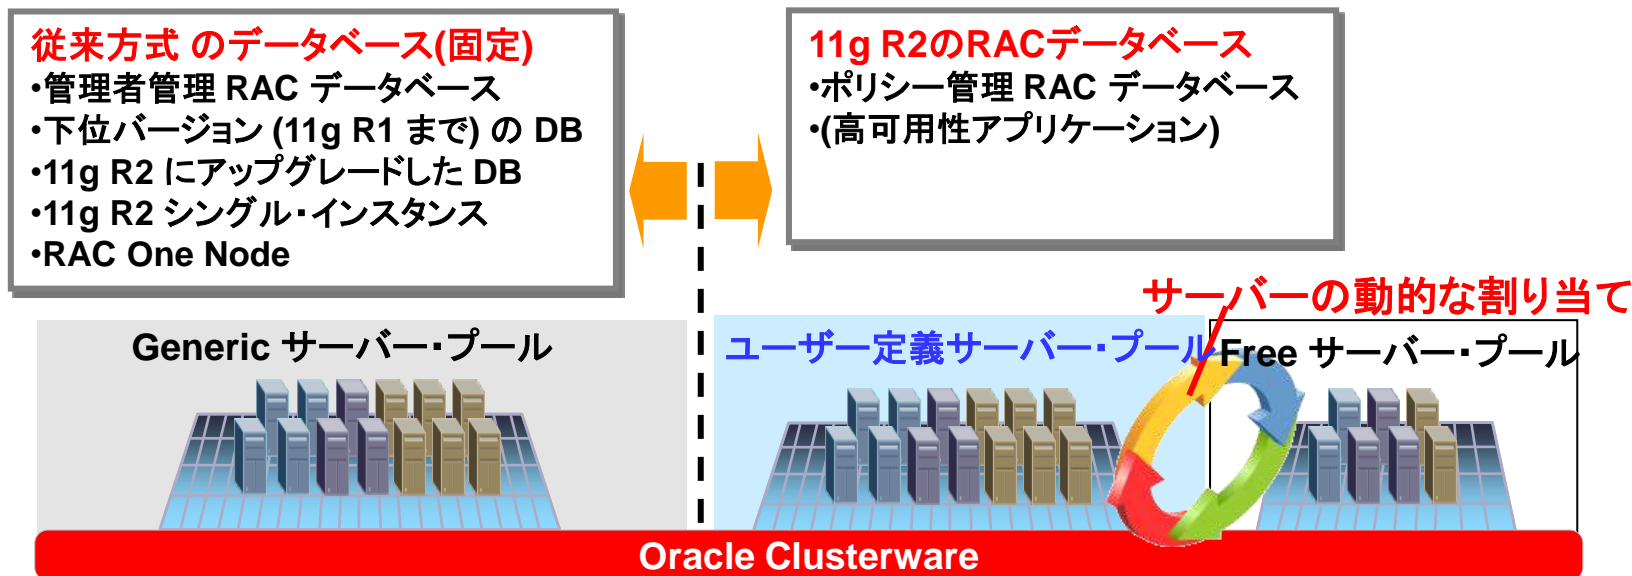 従来方式 のデータベース(固定)
•管理者管理 RAC データベース
•下位バージョン (11g R1 まで) の DB
•11g R2 にアップグレードした DB
•11g R2 シングル・インスタンス
•RAC One Node
11g R2のRACデータベース
•ポリシー管理 RAC データベース
•(高可用性アプリケーション)
サーバーの動的な割り当て
Generic サーバー・プール
ユーザー定義サーバー・プール
Free サーバー・プール
Oracle Clusterware